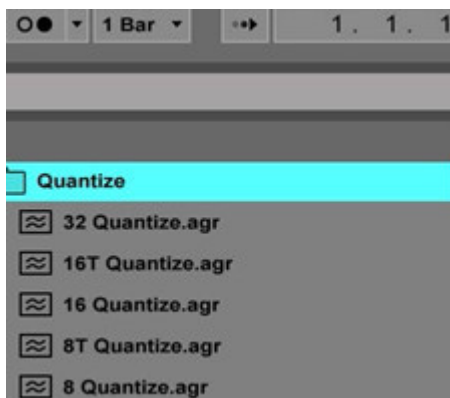 1 Bar 1. 1. 1
Quantize
32 Quantize.agr
16T Quantize.agr
16 Quantize.agr
8T Quantize.agr
8 Quantize.agr